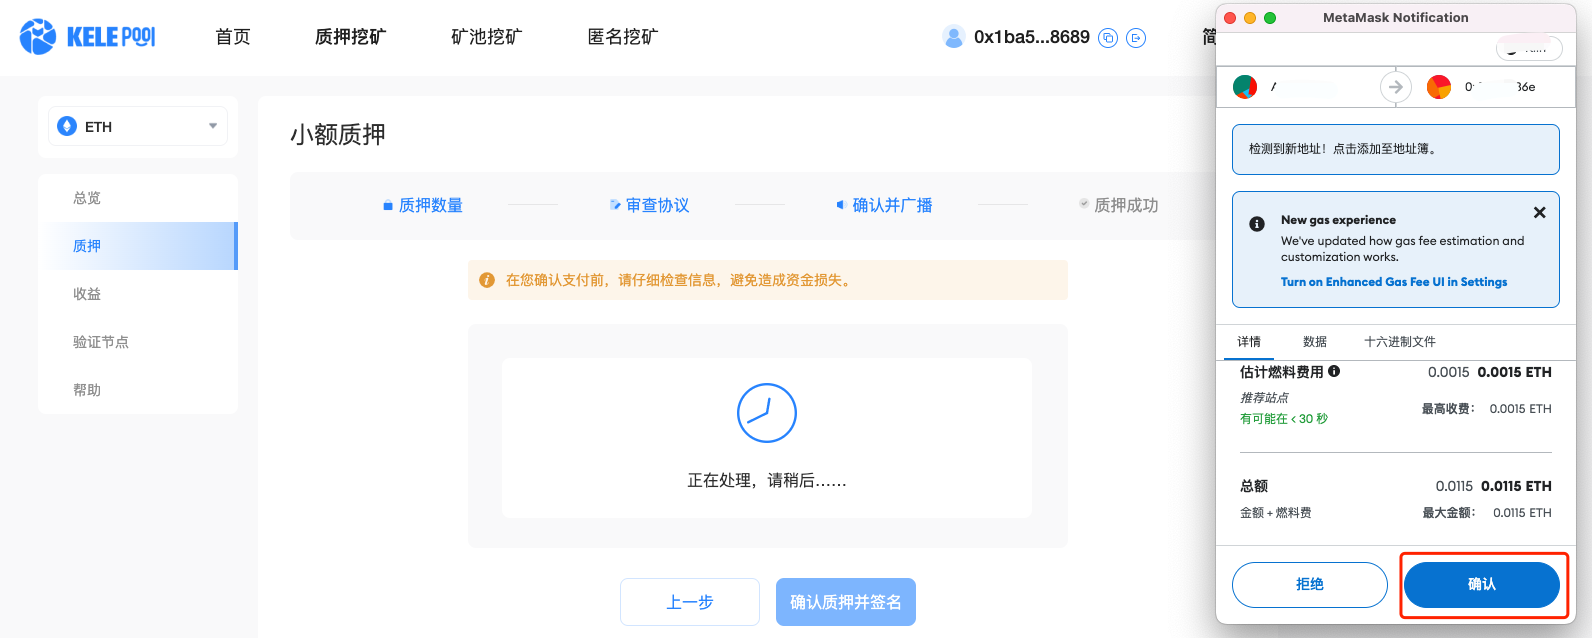 KELE POOL
首页
质押挖矿
矿池挖矿
匿名挖矿
0x1ba5...8689
简
ETH
总览
质押
收益
验证节点
帮助
小额质押
质押数量
审查协议
确认并广播
质押成功
在您确认支付前，请仔细检查信息，避免造成资金损失。
正在处理，请稍后......
上一步
确认质押并签名
MetaMask Notification
检测到新地址！点击添加至地址簿。
New gas experience
We've updated how gas fee estimation and
customization works.
Turn on Enhanced Gas Fee UI in Settings
详情
数据
十六进制文件
估计燃料费用
0.0015 0.0015 ETH
推荐站点
有可能在 < 30 秒
最高收费： 0.0015 ETH
总额
0.0115 0.0115 ETH
金额 + 燃料费
最大金额： 0.0115 ETH
拒绝
确认